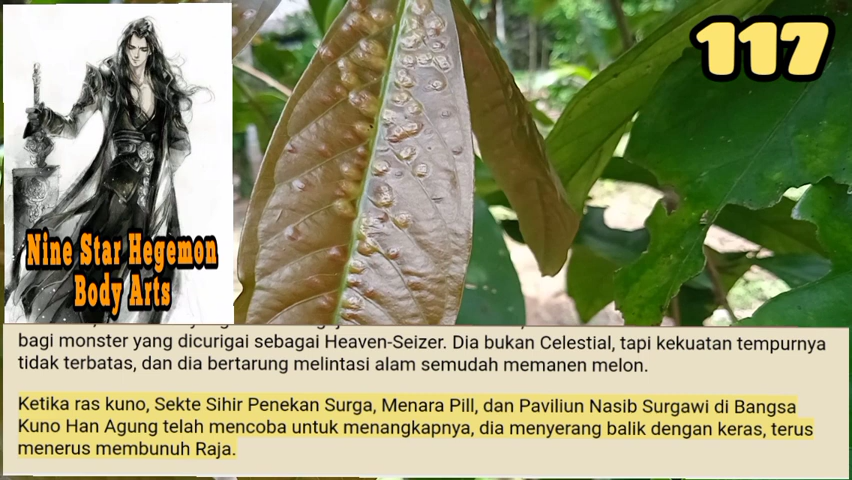 117
Nine Star Hegemon
Body Arts
bagi monster yang dicurigai sebagai Heaven-Seizer. Dia bukan Celestial, tapi kekuatan tempurnya
tidak terbatas, dan dia bertarung melintasi alam semudah memanen melon.
Ketika ras kuno, Sekte Sihir Penekan Surga, Menara Pill, dan Paviliun Nasib Surgawi di Bangsa
Kuno Han Agung telah mencoba untuk menangkapnya, dia menyerang balik dengan keras, terus
menerus membunuh Raja.